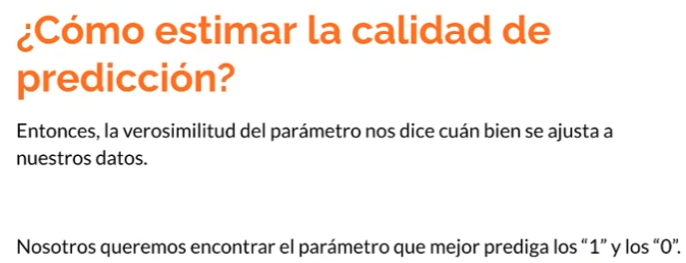 ¿Cómo estimar la calidad de
predicción?
Entonces, la verosimilitud del parámetro nos dice cuán bien se ajusta a
nuestros datos.
Nosotros queremos encontrar el parámetro que mejor prediga los “1” y los “0”.